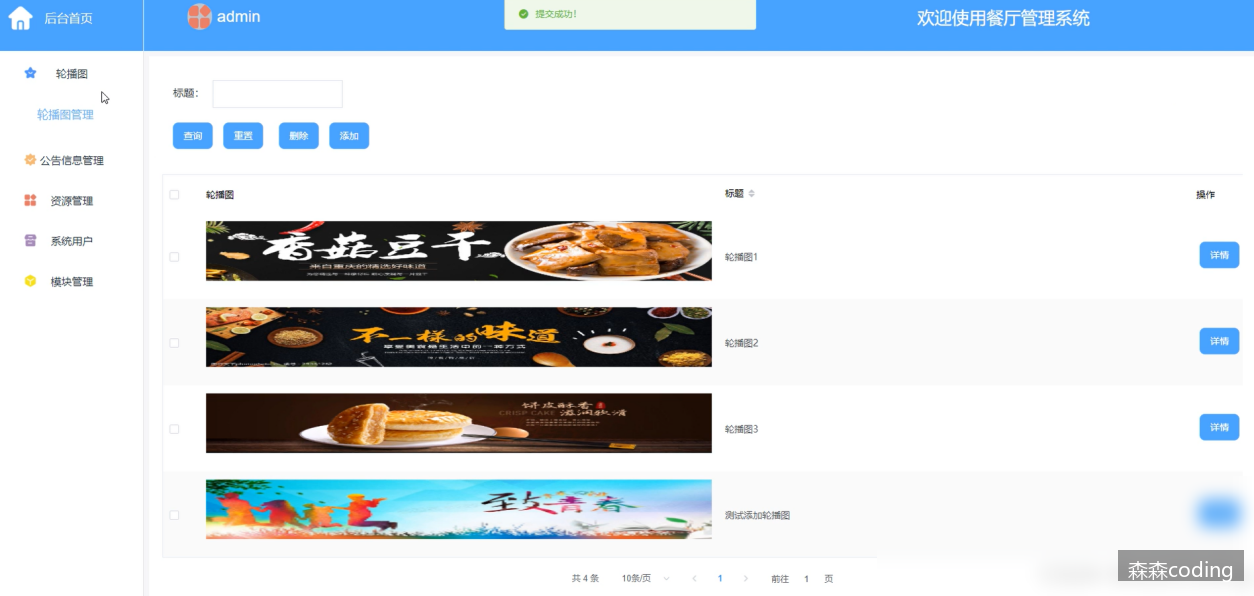 后台首页
admin
提交成功!
欢迎使用餐厅管理系统
轮播图
轮播图管理
公告信息管理
资源管理
系统用户
模块管理
标题:
查询 重置 删除 添加
轮播图 标题 操作
香菇豆干
来自重庆的精选好味道
轮播图1 详情
不一样的味道
享受美食是生活中的一种方式
轮播图2 详情
饼皮酥香 滋润软滑
CRISP CAKE
轮播图3 详情
致青春
测试添加轮播图
共 4 条 10条/页 1 前往 1 页
森森coding